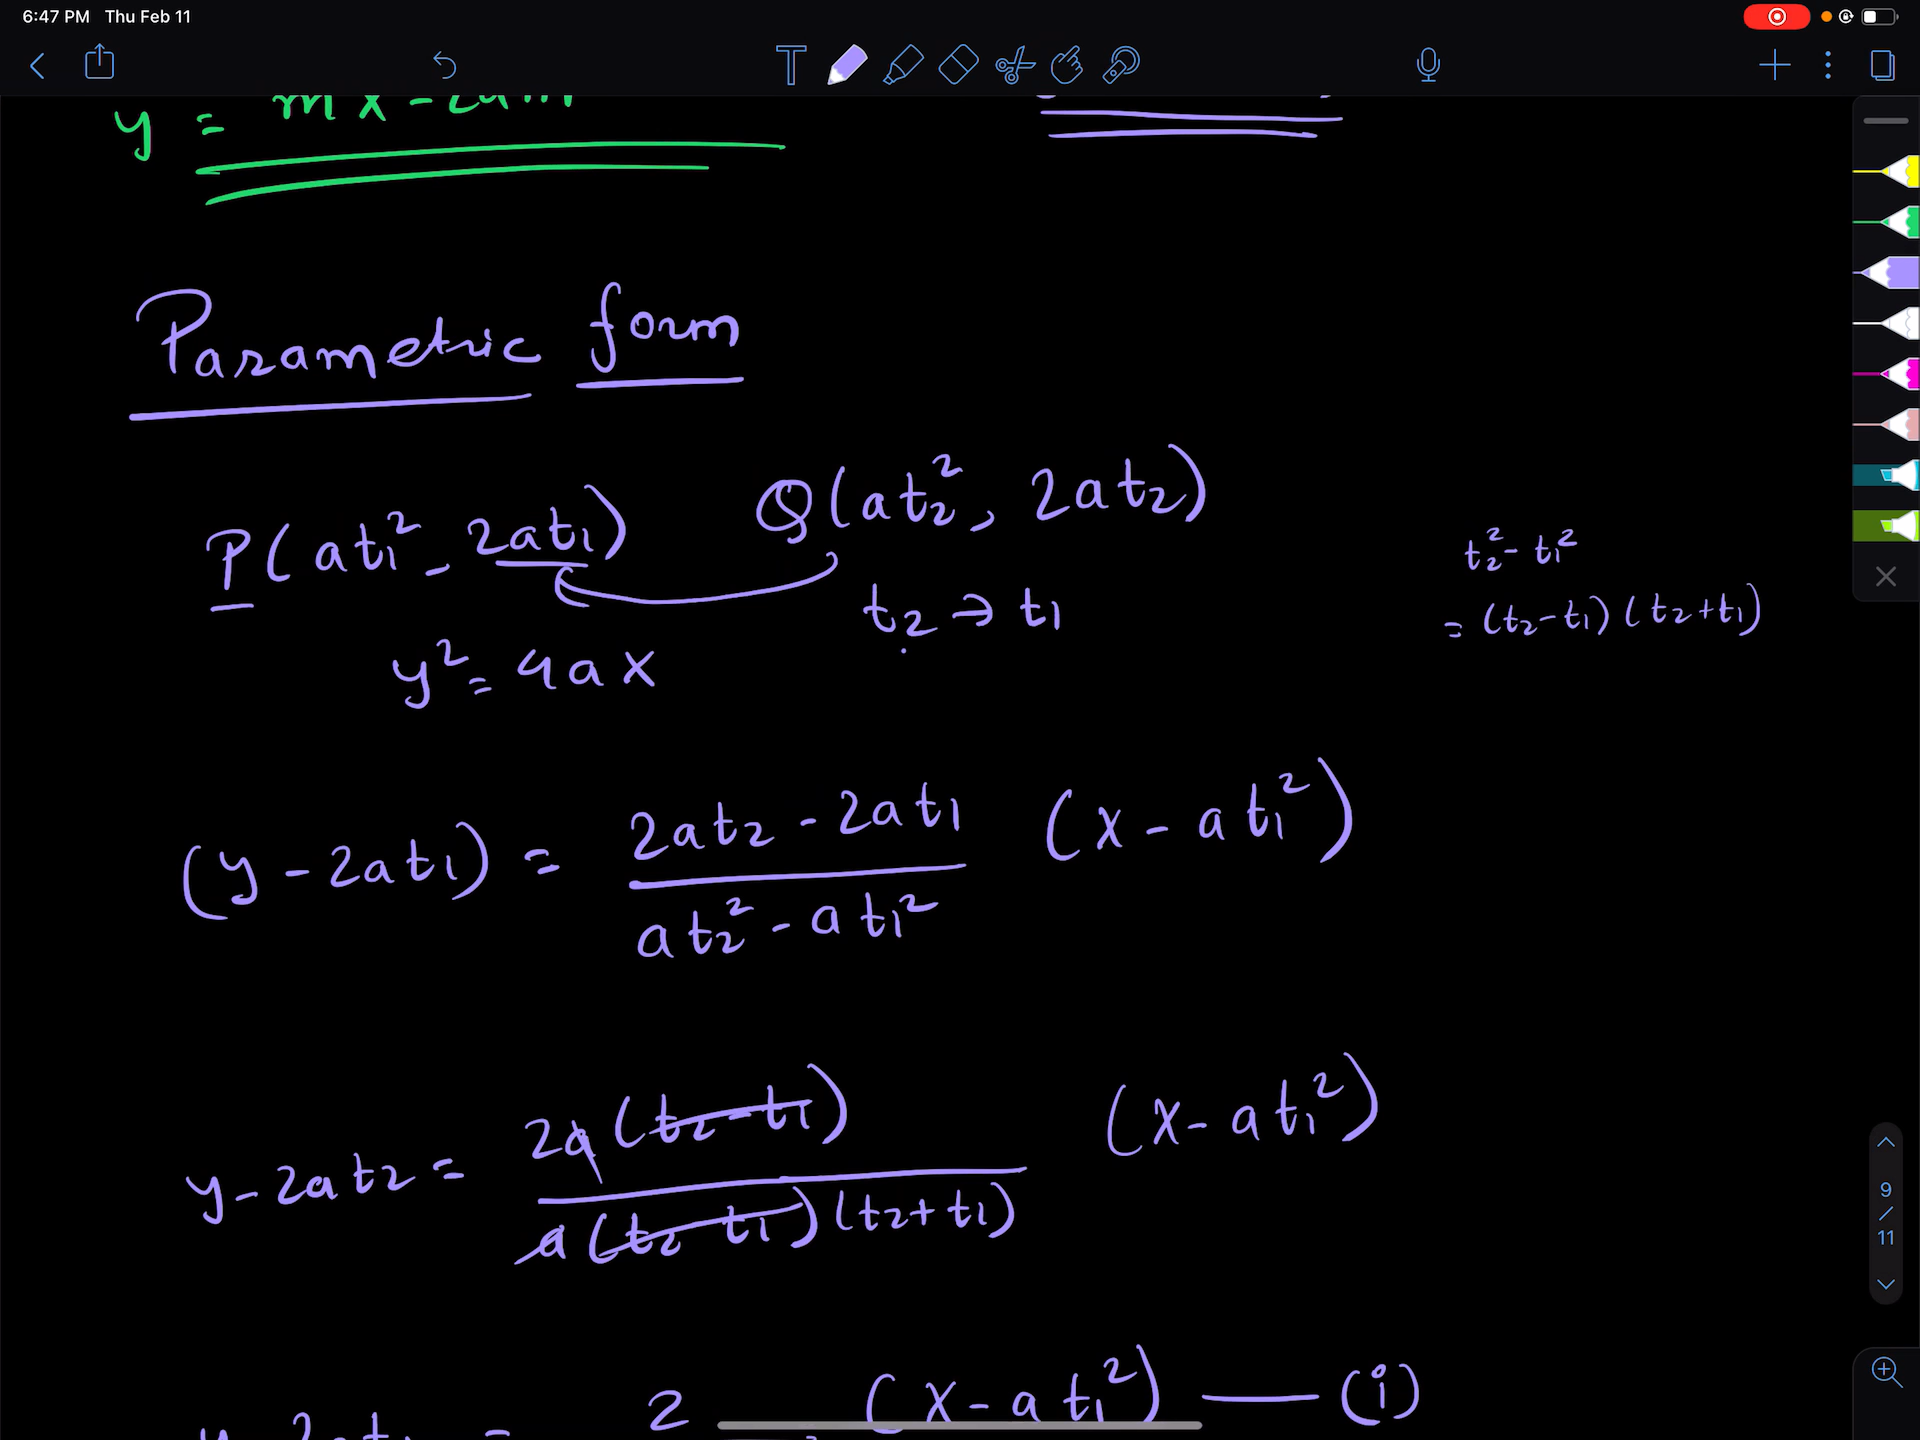 6:47 PM Thu Feb 11
y = mx - 2am
Parametric form
P(at₁², 2at₁) Q(at₂², 2at₂)
t₂² - t₁²
t₂ → t₁
= (t₂-t₁)(t₂+t₁)
y² = 4ax
(y - 2at₁) = (2at₂ - 2at₁)/(at₂² - at₁²) (x - at₁²)
y - 2at₂ = 2a(t₂-t₁)/a(t₂-t₁)(t₂+t₁) (x - at₁²)
9
/
11
2 (x - at₁²) — (i)